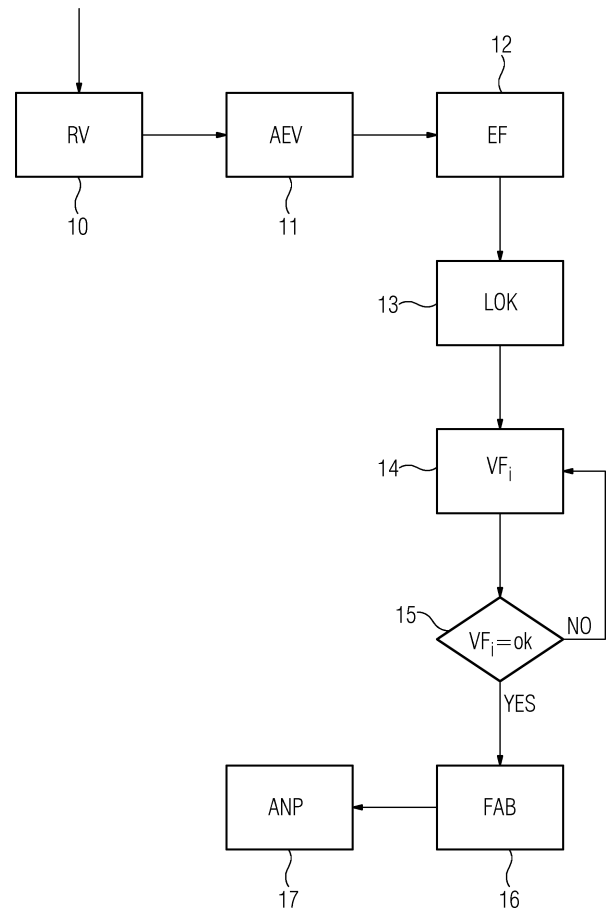 12
RV
AEV
EF
10
11
13
LOK
14
VFi
15
VFi=ok
NO
YES
ANP
FAB
17
16